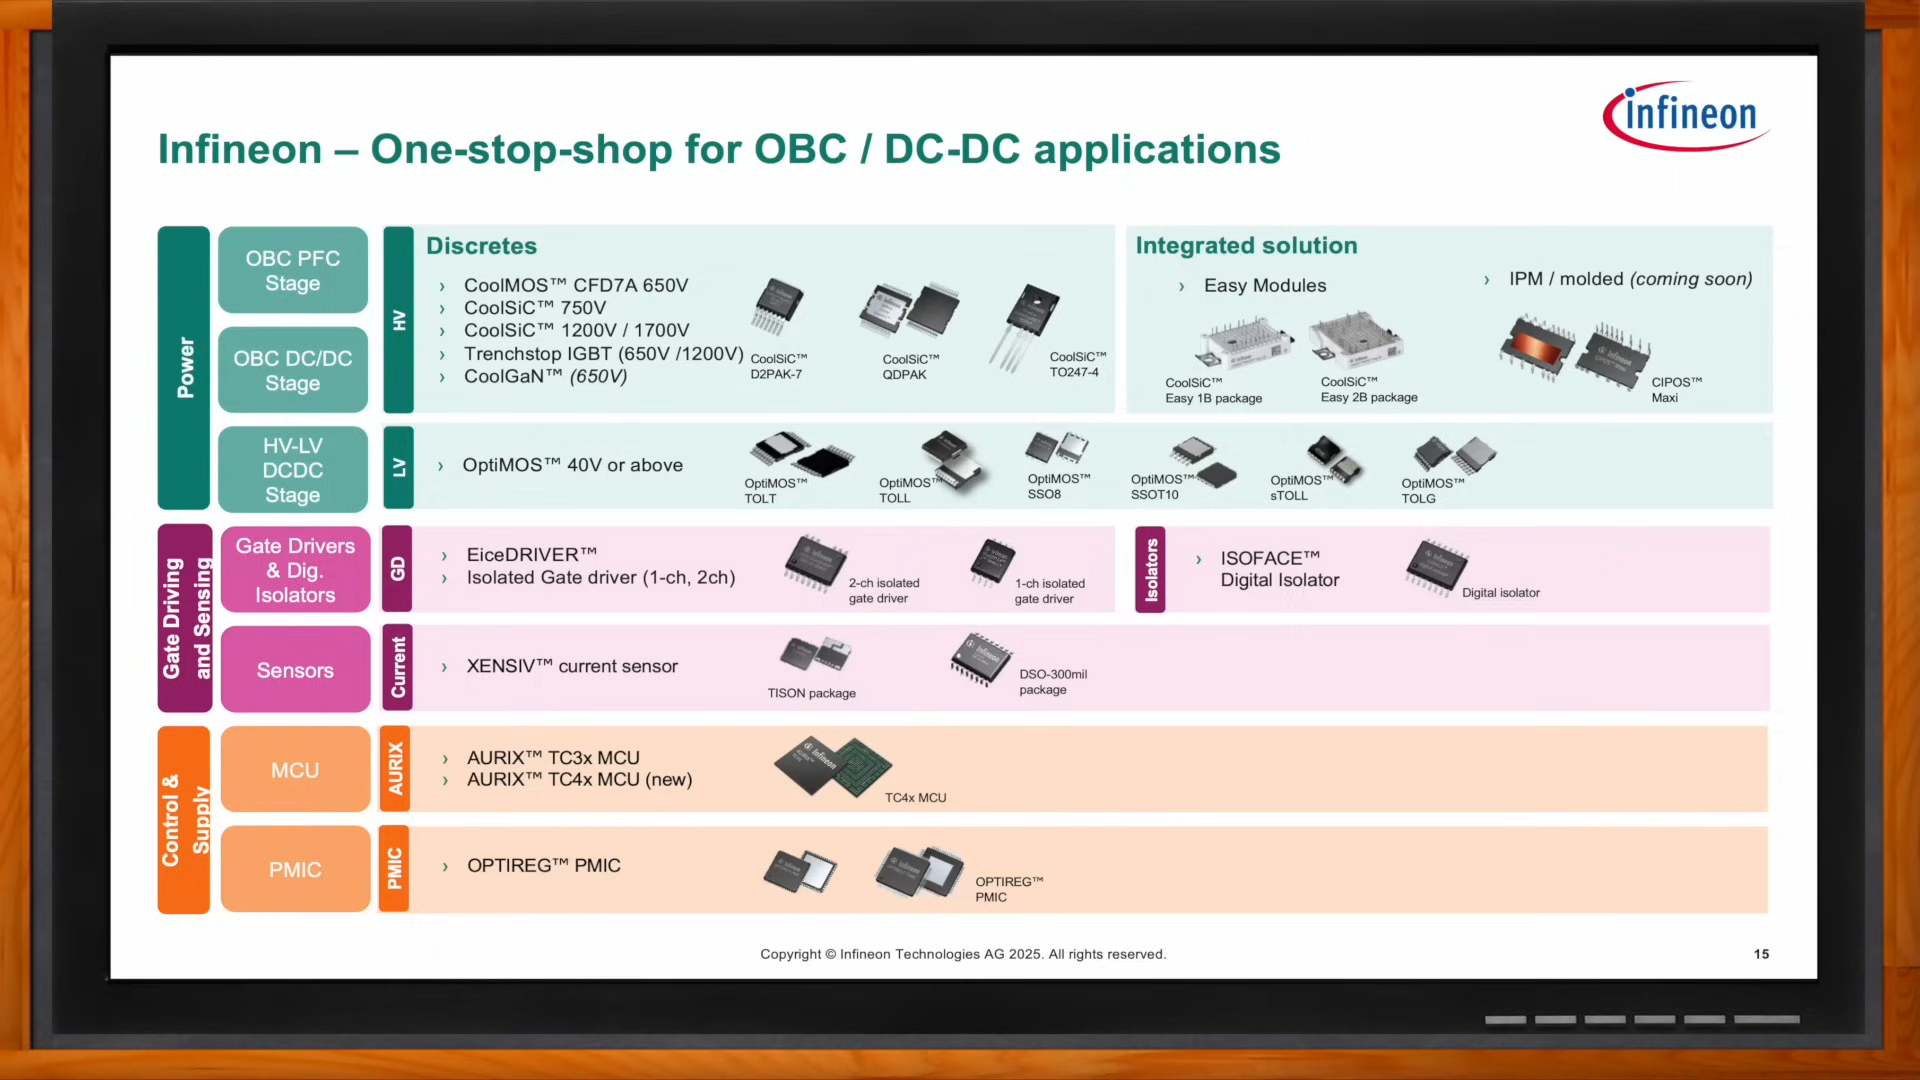 infineon
Infineon – One-stop-shop for OBC / DC-DC applications
Power
OBC PFC
Stage
OBC DC/DC
Stage
HV-LV
DCDC
Stage
HV
Discretes
› CoolMOS™ CFD7A 650V
› CoolSiC™ 750V
› CoolSiC™ 1200V / 1700V
› Trenchstop IGBT (650V /1200V)
› CoolGaN™ (650V)
CoolSiC™
D2PAK-7
CoolSiC™
QDPAK
CoolSiC™
TO247-4
Integrated solution
› Easy Modules
CoolSiC™
Easy 1B package
CoolSiC™
Easy 2B package
› IPM / molded (coming soon)
CIPOS™
Maxi
LV
› OptiMOS™ 40V or above
OptiMOS™
TOLT
OptiMOS™
TOLL
OptiMOS™
SSO8
OptiMOS™
SSOT10
OptiMOS™
sTOLL
OptiMOS™
TOLG
Gate Driving
and Sensing
Gate Drivers
& Dig.
Isolators
GD
› EiceDRIVER™
› Isolated Gate driver (1-ch, 2ch)
2-ch isolated
gate driver
1-ch isolated
gate driver
Isolators
› ISOFACE™
Digital Isolator
Digital isolator
Sensors
Current
› XENSIV™ current sensor
TISON package
DSO-300mil
package
Control &
Supply
MCU
AURIX
› AURIX™ TC3x MCU
› AURIX™ TC4x MCU (new)
TC4x MCU
PMIC
PMIC
› OPTIREG™ PMIC
OPTIREG™
PMIC
Copyright © Infineon Technologies AG 2025. All rights reserved.
15